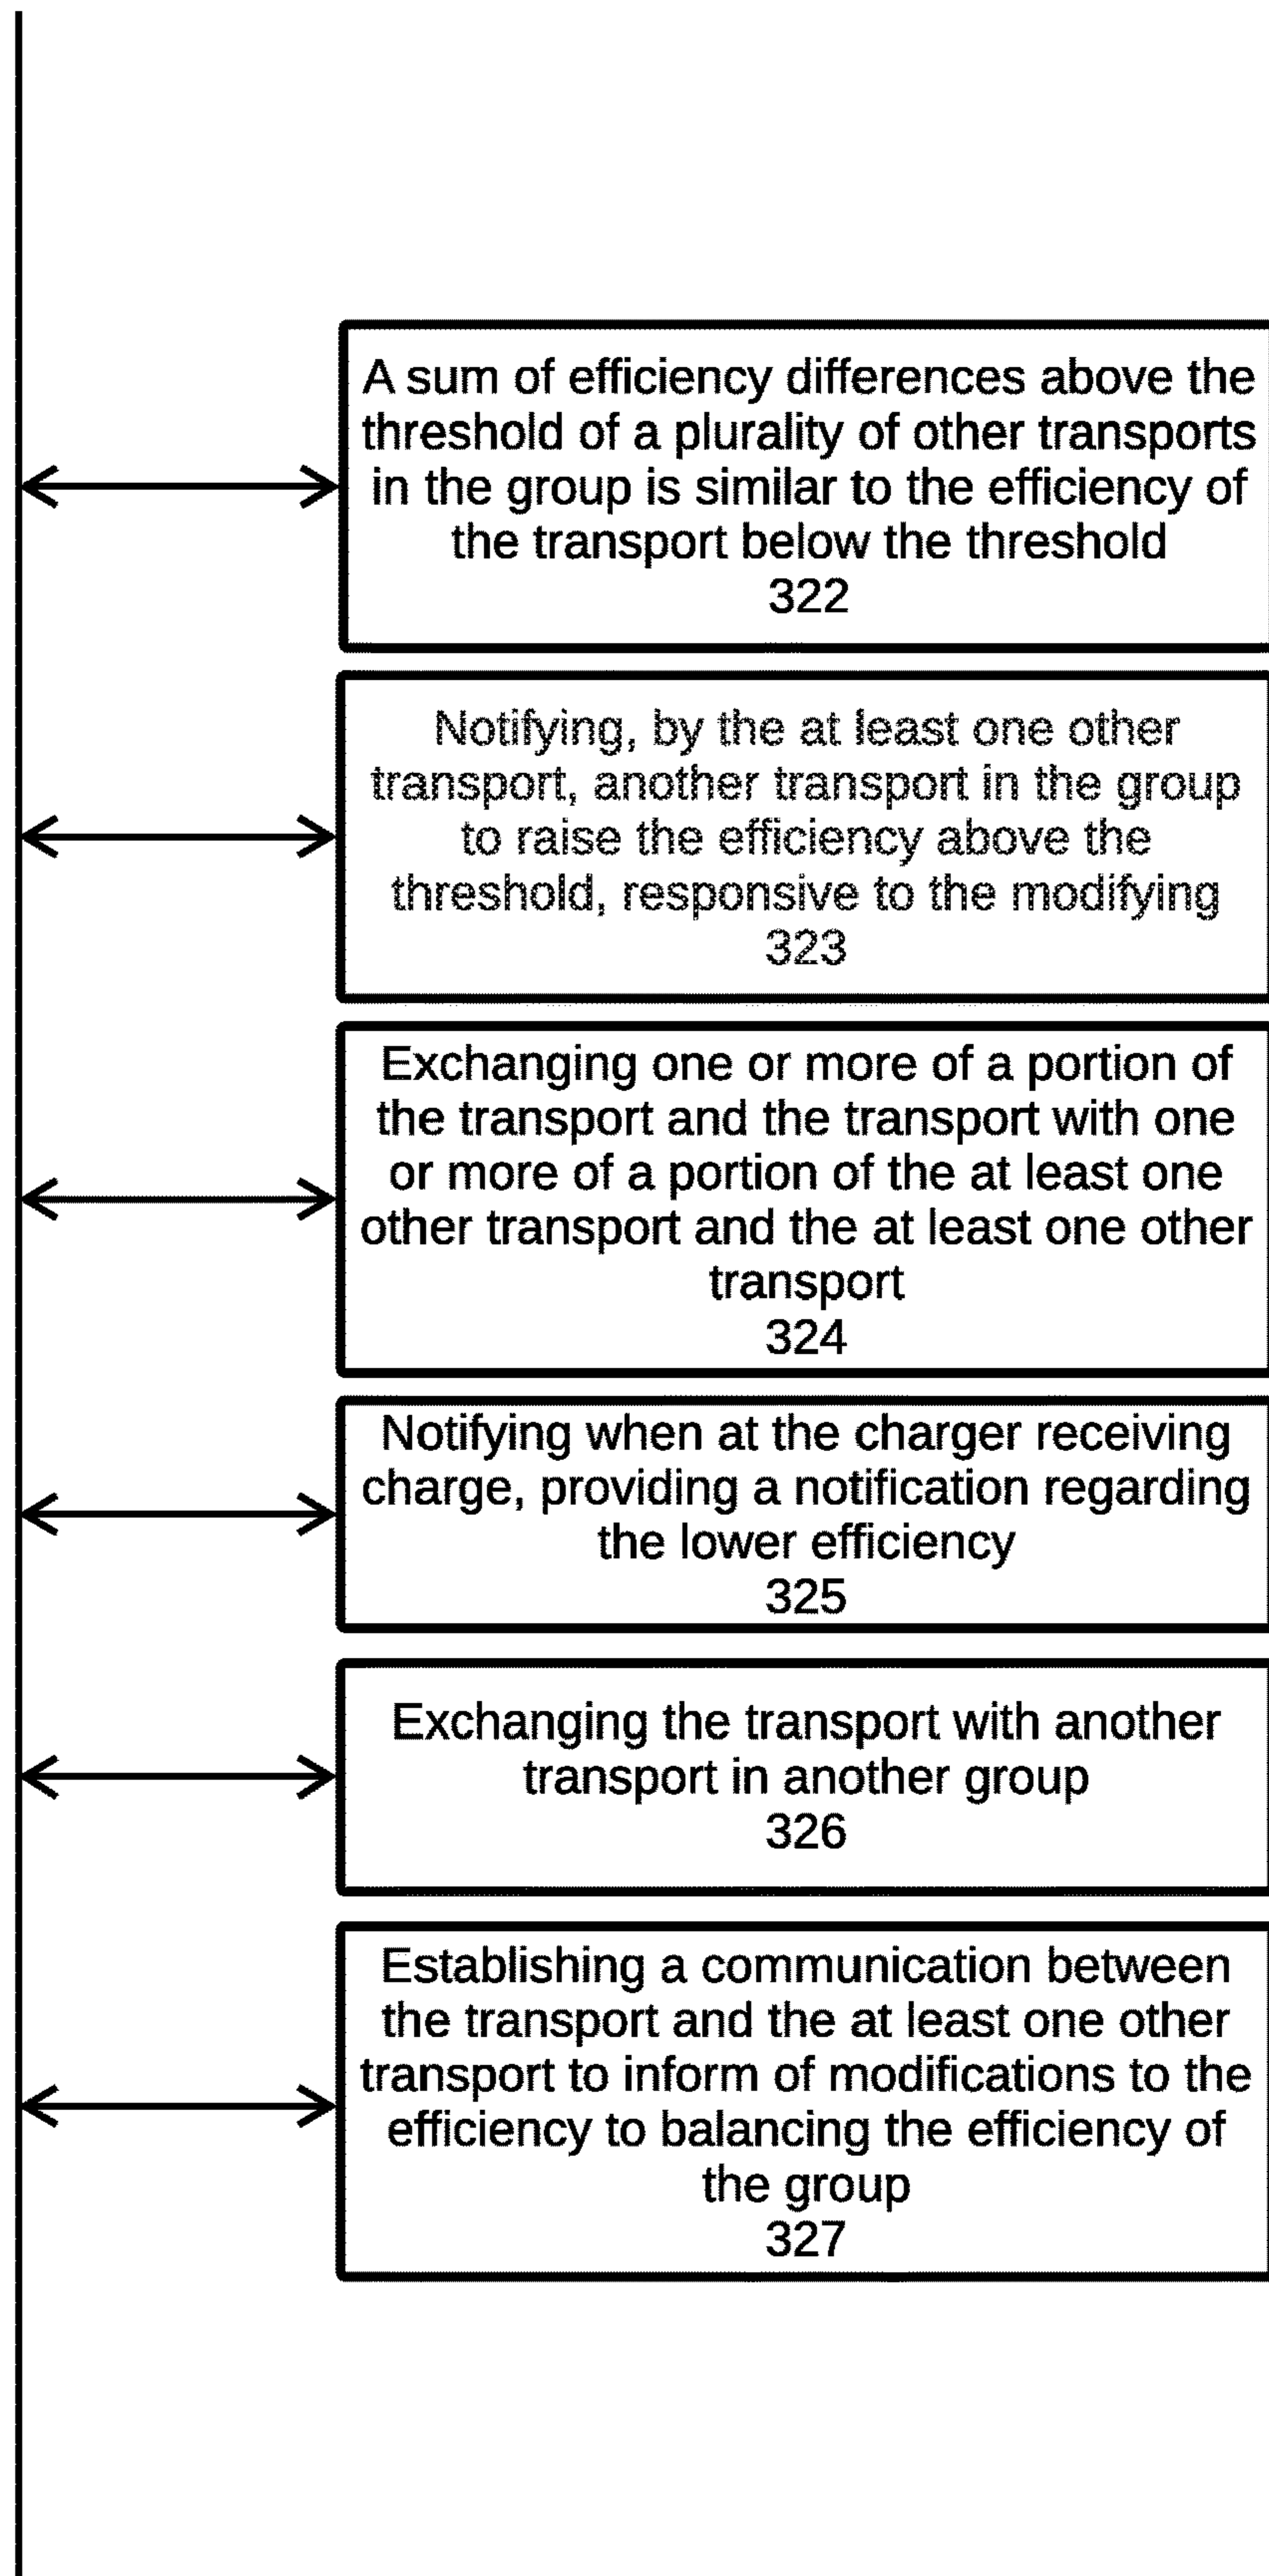 A sum of efficiency differences above the
threshold of a plurality of other transports
in the group is similar to the efficiency of
the transport below the threshold
322
Notifying, by the at least one other
transport, another transport in the group
to raise the efficiency above the
threshold, responsive to the modifying
323
Exchanging one or more of a portion of
the transport and the transport with one
or more of a portion of the at least one
other transport and the at least one other
transport
324
Notifying when at the charger receiving
charge, providing a notification regarding
the lower efficiency
325
Exchanging the transport with another
transport in another group
326
Establishing a communication between
the transport and the at least one other
transport to inform of modifications to the
efficiency to balancing the efficiency of
the group
327